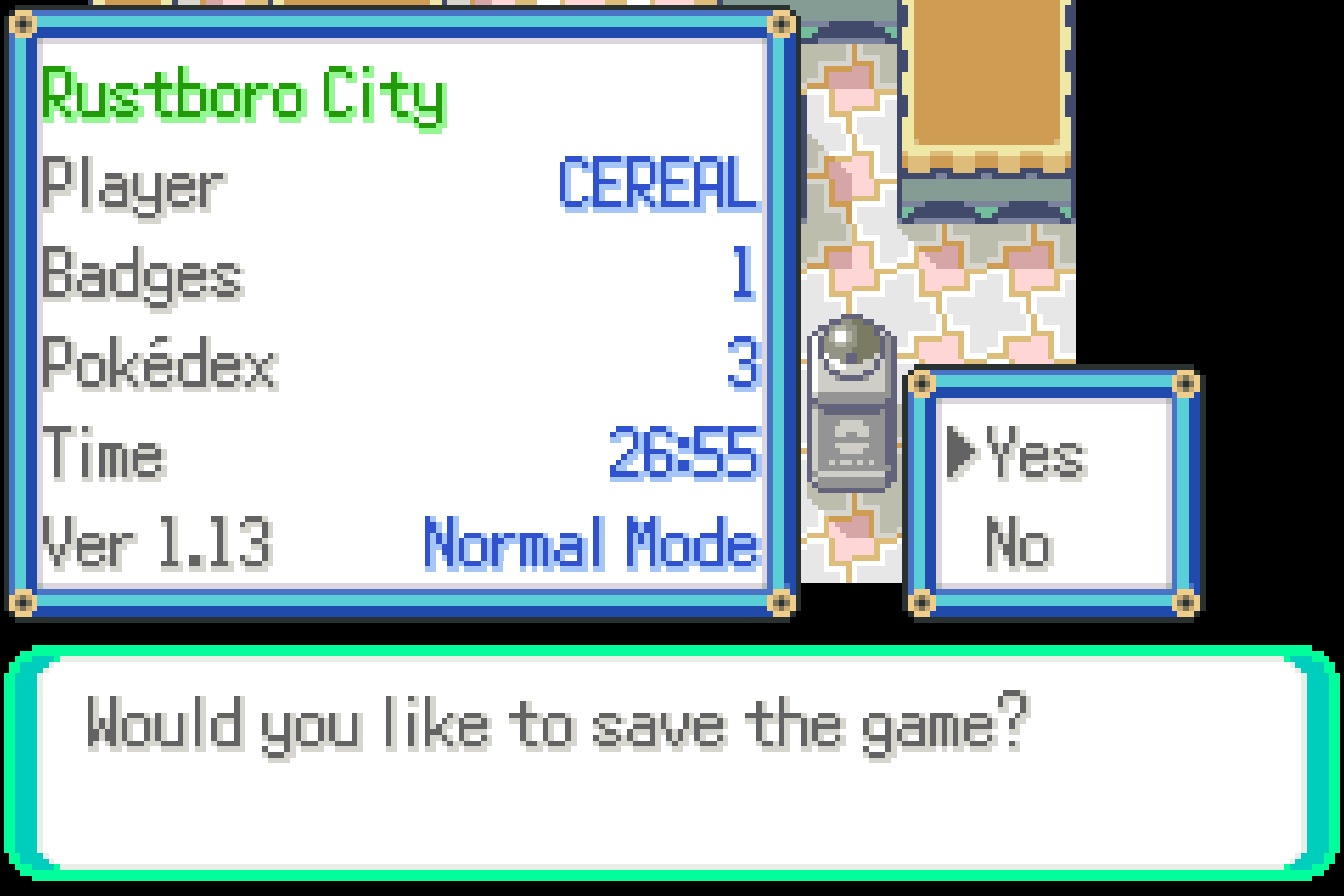 Rustboro City
Player CEREAL
Badges 1
Pokédex 3
Time 26:55
Ver 1.13 Normal Mode
Yes
No
Would you like to save the game?